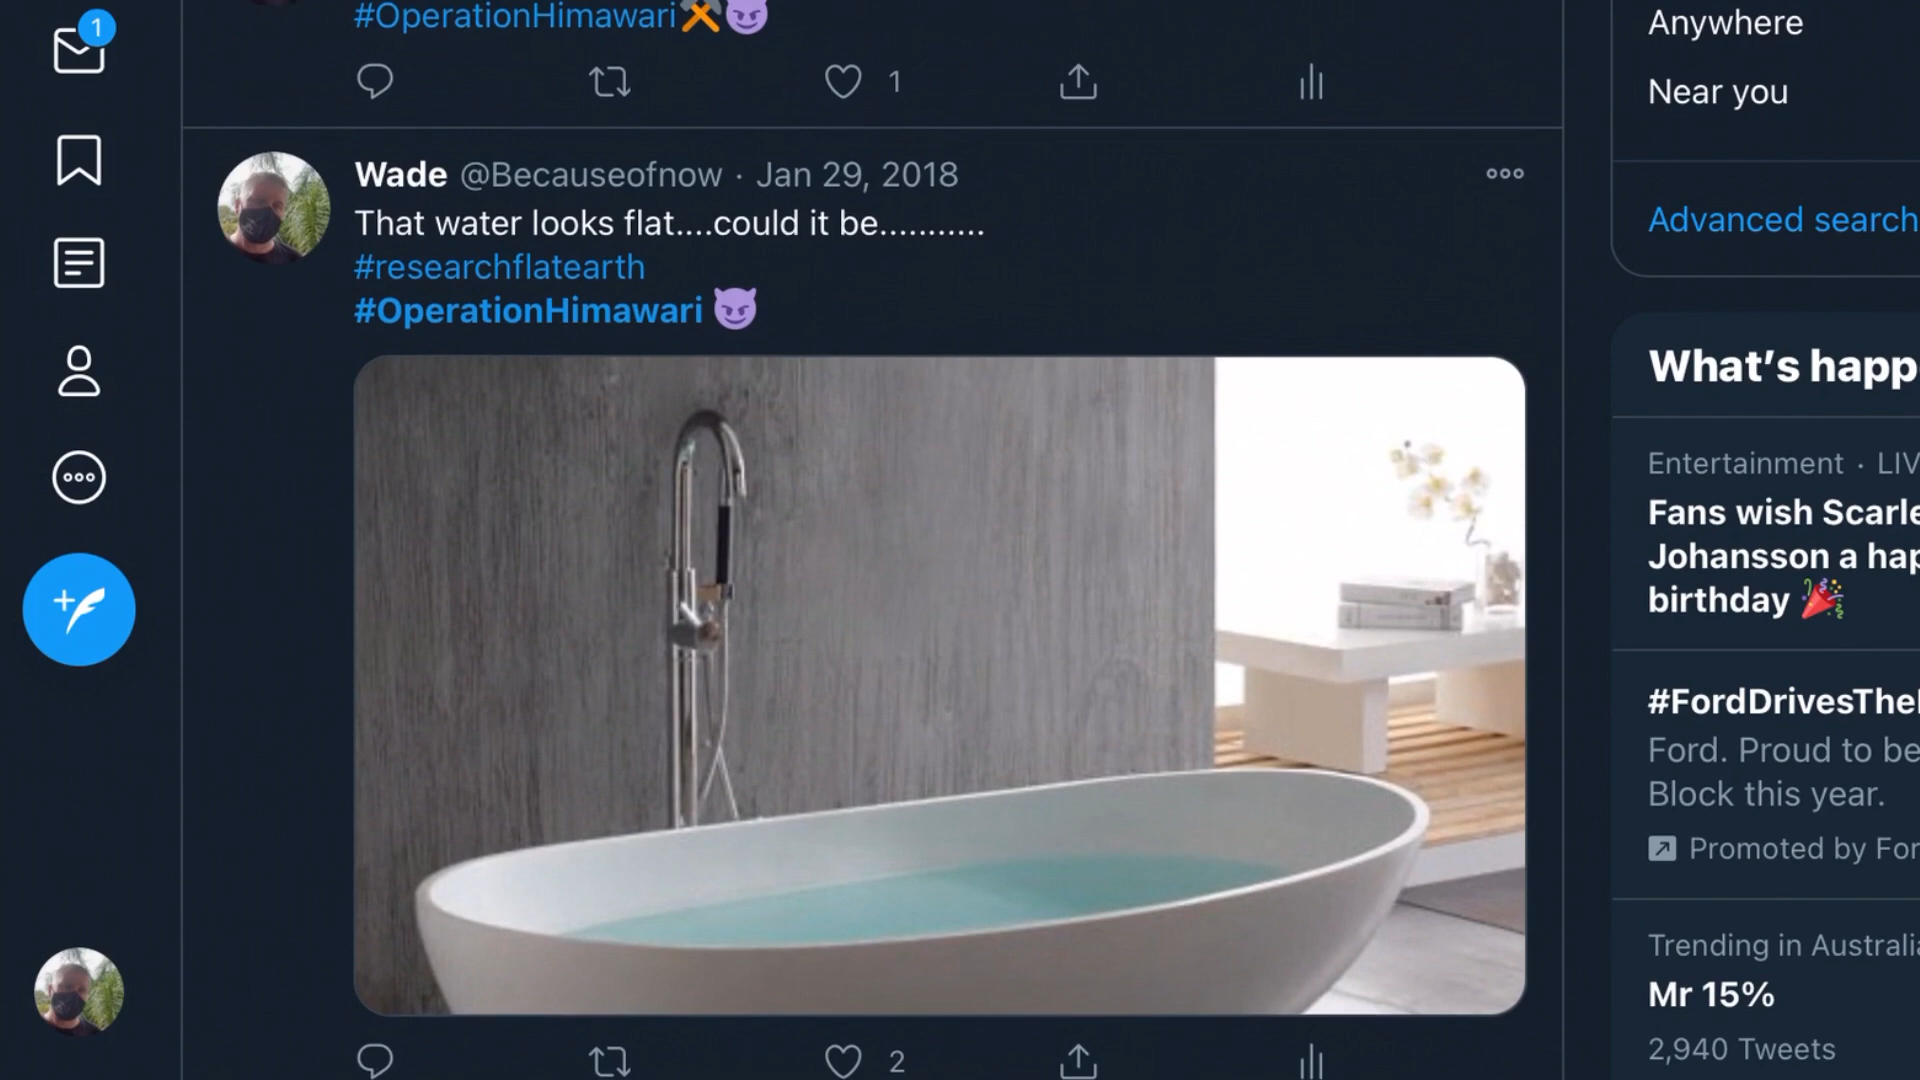 1
#OperationHimawari⚒😈
1
Wade @Becauseofnow · Jan 29, 2018
That water looks flat....could it be...........
#researchflatearth
#OperationHimawari 😈
2
Anywhere
Near you
Advanced search
What's happ
Entertainment · LIV
Fans wish Scarle
Johansson a hap
birthday 🎉
#FordDrivesThe
Ford. Proud to be
Block this year.
Promoted by For
Trending in Australia
Mr 15%
2,940 Tweets